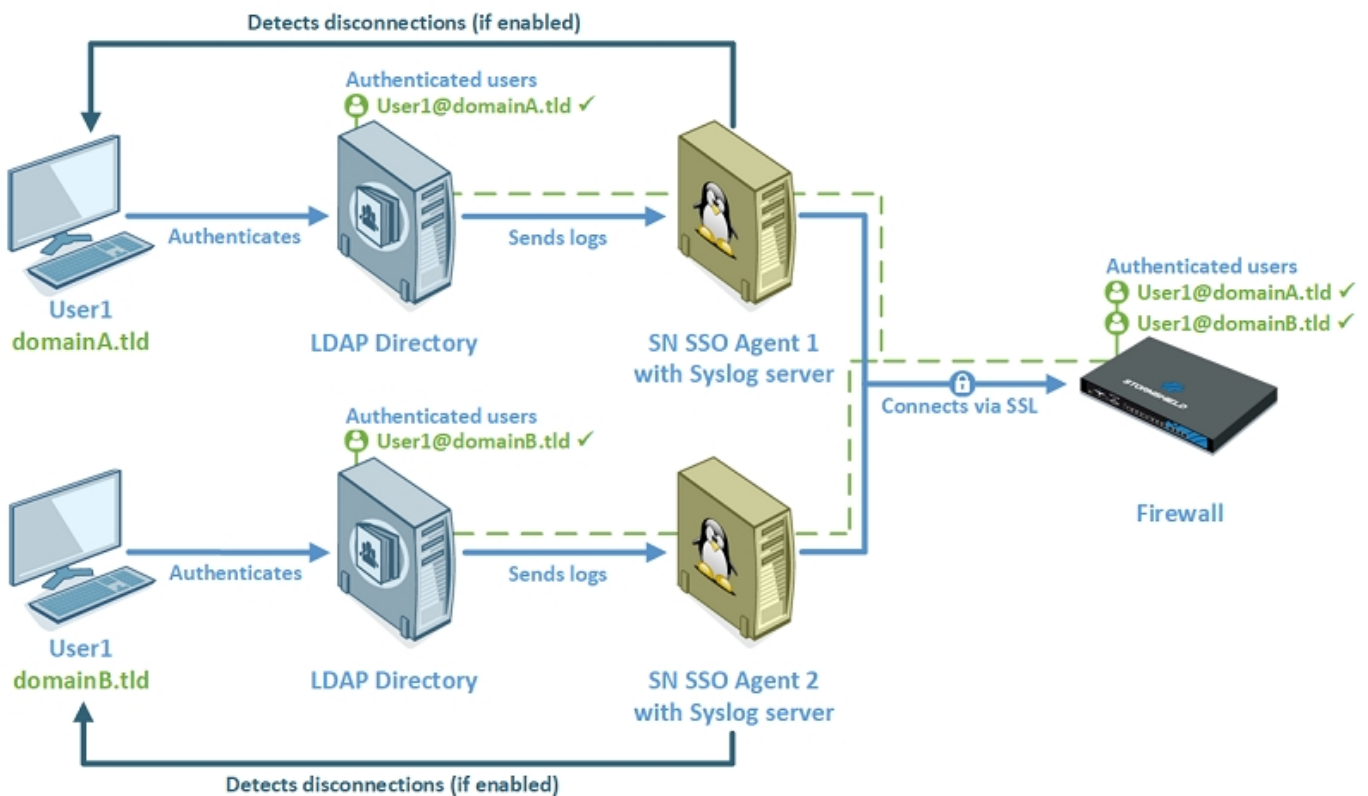 Detects disconnections (if enabled)
Authenticated users
User1@domainA.tld ✓
Authenticates
Sends logs
User1
domainA.tld
LDAP Directory
SN SSO Agent 1
with Syslog server
Authenticated users
User1@domainA.tld ✓
User1@domainB.tld ✓
Connects via SSL
STORMSHIELD
Firewall
Authenticated users
User1@domainB.tld ✓
Authenticates
Sends logs
User1
domainB.tld
LDAP Directory
SN SSO Agent 2
with Syslog server
Detects disconnections (if enabled)